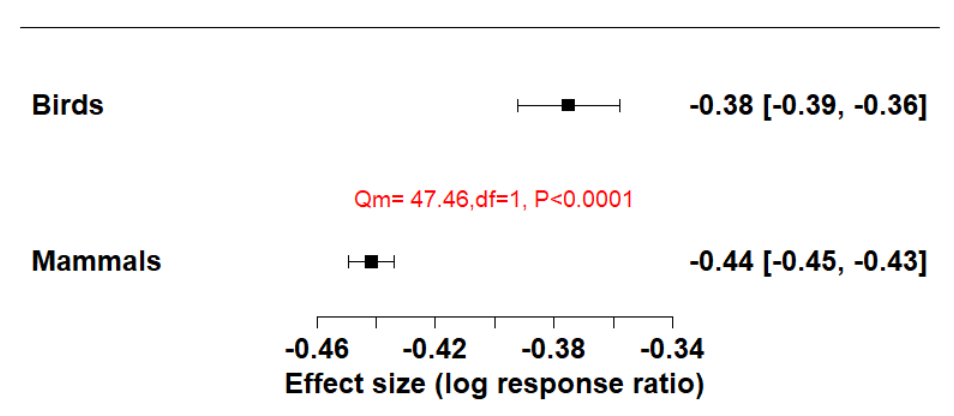 Birds -0.38 [-0.39, -0.36]
Qm= 47.46,df=1, P<0.0001
Mammals -0.44 [-0.45, -0.43]
-0.46 -0.42 -0.38 -0.34
Effect size (log response ratio)